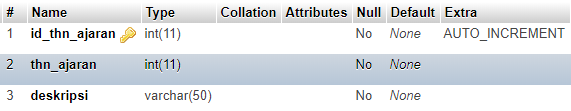 # Name Type Collation Attributes Null Default Extra
1 id_thn_ajaran int(11) No None AUTO_INCREMENT
2 thn_ajaran int(11) No None
3 deskripsi varchar(50) No None